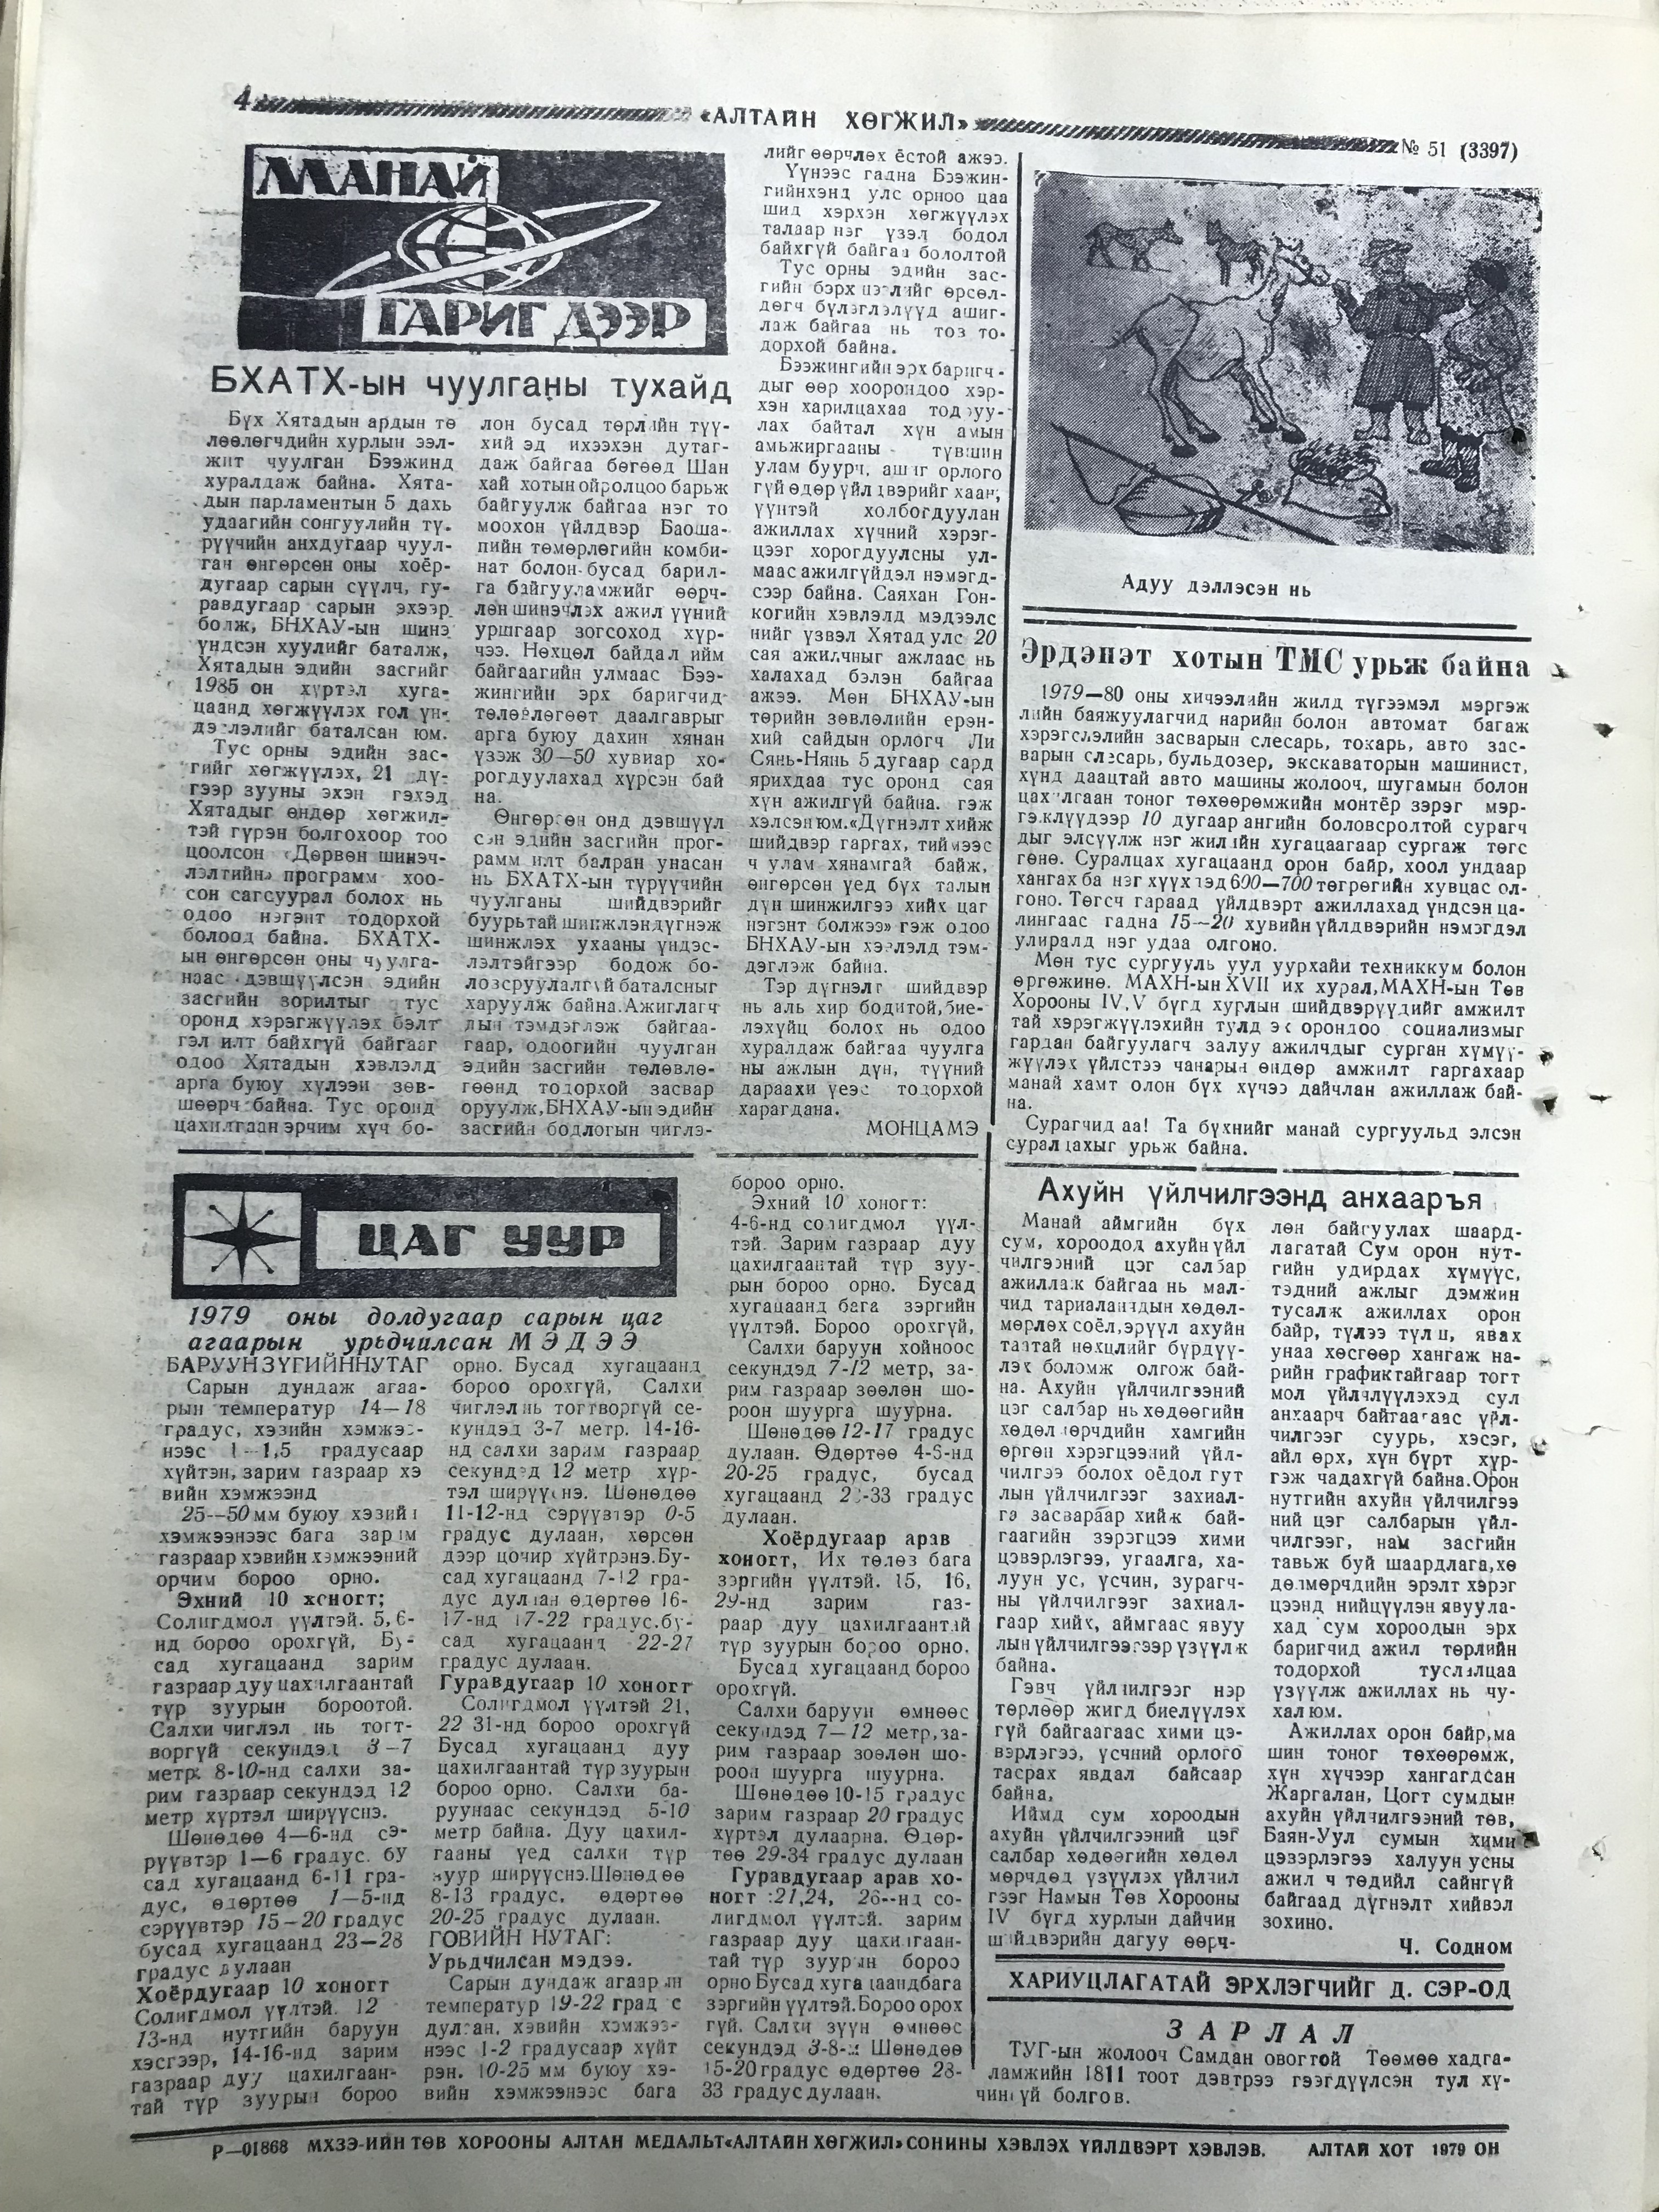 4
«АЛТАЙН ХӨГЖИЛ»
№ 51 (3397)
МАНАЙ
ГАРИГ ДЭЭР
БХАТХ-ын чуулганы тухайд
Бүх Хятадын ардын тө
лөөлөгчдийн хурлын ээл-
жит чуулган Бээжинд
хуралдаж байна. Хята-
дын парламентын 5 дахь
удаагийн сонгуулийн тү-
рүүчийн анхдугаар чуул-
ган өнгөрсөн оны хоёр-
дугаар сарын сүүлч, гу-
равдугаар сарын эхээр
болж, БНХАУ-ын шинэ
үндсэн хуулийг баталж,
Хятадын эдийн засгийг
1985 он хүртэл хуга-
цаанд хөгжүүлэх гол үн-
дэслэлийг баталсан юм.
Тус орны эдийн зас-
гийг хөгжүүлэх, 21 дү-
гээр зууны эхэн гэхэд
Хятадыг өндөр хөгжил-
тэй гүрэн болгохоор тоо
цоолсон «Дөрвөн шинэч-
лэлтийн» программ хоо-
сон сагсуурал болох нь
одоо нэгэнт тодорхой
болоод байна. БХАТХ-
ын өнгөрсөн оны чуулга-
наас дэвшүүлсэн эдийн
засгийн зорилтыг тус
оронд хэрэгжүүлэх бэлт
гэл илт байхгүй байгааг
одоо Хятадын хэвлэлд
арга буюу хүлээн зөв-
шөөрч байна. Тус оронд
цахилгаан эрчим хүч бо-
лон бусад төрлийн түү-
хий эд ихээхэн дутаг-
даж байгаа бөгөөд Шан
хай хотын ойролцоо барьж
байгуулж байгаа нэг то
моохон үйлдвэр Баоша-
пийн төмөрлөгийн комби-
нат болон бусад барил-
га байгууламжийг өөрч-
лөн шинэчлэх ажил үүний
уршгаар зогсоход хүр-
чээ. Нөхцөл байдал ийм
байгаагийн улмаас Бээ-
жингийн эрх баригчид
төлөвлөгөөт даалгаврыг
арга буюу дахин хянан
үзэж 30—50 хувиар хо-
рогдуулахад хүрсэн бай
на.
Өнгөрсөн онд дэвшүүл
сэн эдийн засгийн прог-
рамм илт балран унасан
нь БХАТХ-ын түрүүчийн
чуулганы шийдвэрийг
буурьтай шинжлэн дүгнэж
шинжлэх ухааны үндэс-
лэлтэйгээр бодож бо-
ловсруулалгүй баталсныг
харуулж байна. Ажиглагч
дын тэмдэглэж байгаа-
гаар, одоогийн чуулган
эдийн засгийн төлөвлө-
гөөнд тодорхой засвар
оруулж, БНХАУ-ын эдийн
засгийн бодлогын чиглэ-
лийг өөрчлөх ёстой ажээ.
Үүнээс гадна Бээжин-
гийнхэнд улс орноо цаа
шид хэрхэн хөгжүүлэх
талаар нэг үзэл бодол
байхгүй байгаа бололтой
Тус орны эдийн зас-
гийн бэрхшээлийг өрсөл-
дөгч бүлэглэлүүд ашиг-
лаж байгаа нь тоз то-
дорхой байна.
Бээжингийн эрх баригч-
дыг өөр хоорондоо хэр-
хэн харилцахаа тодруу-
лах байтал хүн амын
амьжиргааны түвшин
улам буурч, ашиг орлого
гүй өдөр үйлдвэрийг хааж,
үүнтэй холбогдуулан
ажиллах хүчний хэрэг-
цээг хорогдуулсны ул-
маас ажилгүйдэл нэмэгд-
сээр байна. Саяхан Гон-
когийн хэвлэлд мэдээлс
нийг үзвэл Хятад улс 20
сая ажилчныг ажлаас нь
халахад бэлэн байгаа
ажээ. Мөн БНХАУ-ын
төрийн зөвлөлийн ерөн-
хий сайдын орлогч Ли
Сянь-Нянь 5 дугаар сард
ярихдаа тус оронд сая
хүн ажилгүй байна. гэж
хэлсэн юм. «Дүгнэлт хийж
шийдвэр гаргах, тиймээс
ч улам хянамгай байж,
өнгөрсөн үед бүх талын
дүн шинжилгээ хийх цаг
нэгэнт болжээ» гэж одоо
БНХАУ-ын хэвлэлд тэм-
дэглэж байна.
Тэр дүгнэлт шийдвэр
нь аль хир бодитой, бие-
лэхүйц болох нь одоо
хуралдаж байгаа чуулга
ны ажлын дүн, түүний
дараахи үеэс тодорхой
харагдана.
МОНЦАМЭ
Адуу дэллэсэн нь
Эрдэнэт хотын ТМС урьж байна
1979—80 оны хичээлийн жилд түгээмэл мэргэж
лийн баяжуулагчид нарийн болон автомат багаж
хэрэгслэлийн засварын слесарь, токарь, авто зас-
варын слесарь, бульдозер, экскаваторын машинист,
хүнд даацтай авто машины жолооч, шугамын болон
цахилгаан тоног төхөөрөмжийн монтёр зэрэг мэр-
гэжлүүдээр 10 дугаар ангийн боловсролтой сурагч
дыг элсүүлж нэг жилийн хугацаагаар сургаж төгс
гөнө. Суралцах хугацаанд орон байр, хоол ундаар
хангах ба нэг хүүхтэд 600—700 төгрөгийн хувцас ол-
гоно. Төгсч гараад үйлдвэрт ажиллахад үндсэн ца-
лингаас гадна 15—20 хувийн үйлдвэрийн нэмэгдэл
улиралд нэг удаа олгоно.
Мөн тус сургууль уул уурхайн техникум болон
өргөжинө. МАХН-ын XVII их хурал, МАХН-ын Төв
Хорооны IV, V бүгд хурлын шийдвэрүүдийг амжилт
тай хэрэгжүүлэхийн тулд эх орондоо социализмыг
гардан байгуулагч залуу ажилчдыг сурган хүмүү-
жүүлэх үйлстээ чанарын өндөр амжилт гаргахаар
манай хамт олон бүх хүчээ дайчлан ажиллаж бай-
на.
Сурагчид аа! Та бүхнийг манай сургуульд элсэн
суралцахыг урьж байна.
ЦАГ УУР
1979 оны долдугаар сарын цаг
агаарын урьдчилсан МЭДЭЭ
БАРУУН ЗҮГИЙН НУТАГ
Сарын дундаж агаа-
рын температур 14—18
градус, хэзийн хэмжээ-
нээс 1—1,5 градусаар
хүйтэн, зарим газраар хэ
вийн хэмжээнд
25—50 мм буюу хэзийн
хэмжээнээс бага зарим
газраар хэвийн хэмжээний
орчим бороо орно.
Эхний 10 хоногт;
Солигдмол үүлтэй. 5, 6-
нд бороо орохгүй, Бу-
сад хугацаанд зарим
газраар дуу цахилгаантай
түр зуурын бороотой.
Салхи чиглэл нь тогт-
воргүй секундэд 3—7
метр. 8-10-нд салхи за-
рим газраар секундэд 12
метр хүртэл ширүүснэ.
Шөнөдөө 4—6-нд сэ-
рүүвтэр 1—6 градус. бу
сад хугацаанд 6-11 гра-
дус, өдөртөө 1—5-нд
сэрүүвтэр 15—20 градус
бусад хугацаанд 23—28
градус дулаан
Хоёрдугаар 10 хоногт
Солигдмол үүлтэй. 12
13-нд нутгийн баруун
хэсгээр, 14-16-нд зарим
газраар дуу цахилгаан-
тай түр зуурын бороо
орно. Бусад хугацаанд
бороо орохгүй, Салхи
чиглэл нь тогтворгүй се-
кундэд 3-7 метр. 14-16-
нд салхи зарим газраар
секундэд 12 метр хүр-
тэл ширүүснэ. Шөнөдөө
11-12-нд сэрүүвтэр 0-5
градус дулаан, хөрсөн
дээр цочир хүйтрэнэ. Бу-
сад хугацаанд 7-12 гра-
дус дулаан өдөртөө 16-
17-нд 17-22 градус. бу-
сад хугацаанд 22-27
градус дулаан.
Гуравдугаар 10 хоногт
Солигдмол үүлтэй 21,
22 31-нд бороо орохгүй
Бусад хугацаанд дуу
цахилгаантай түр зуурын
бороо орно. Салхи ба-
руунаас секундэд 5-10
метр байна. Дуу цахил-
гааны үед салхи түр
зуур ширүүснэ. Шөнөдөө
8-13 градус, өдөртөө
20-25 градус дулаан.
ГОВИЙН НУТАГ:
Урьдчилсан мэдээ.
Сарын дундаж агаарын
температур 19-22 град с
дулаан. хэвийн хэмжээ-
нээс 1-2 градусаар хүйт
рэн. 10-25 мм буюу хэ-
вийн хэмжээнээс бага
бороо орно.
Эхний 10 хоногт:
4-6-нд солигдмол үүл-
тэй. Зарим газраар дуу
цахилгаантай түр зуу-
рын бороо орно. Бусад
хугацаанд бага зэргийн
үүлтэй. Бороо орохгүй,
Салхи баруун хойноос
секундэд 7-12 метр, за-
рим газраар зөөлөн шо-
роон шуурга шуурна.
Шөнөдөө 12-17 градус
дулаан. Өдөртөө 4-6-нд
20-25 градус, бусад
хугацаанд -33 градус
дулаан.
Хоёрдугаар арав
хоногт, Их төлөв бага
зэргийн үүлтэй. 15, 16,
29-нд зарим газ-
раар дуу цахилгаантай
түр зуурын бороо орно.
Бусад хугацаанд бороо
орохгүй.
Салхи баруун өмнөөс
секундэд 7—12 метр, за-
рим газраар зөөлөн шо-
роон шуурга шуурна.
Шөнөдөө 10-15 градус
зарим газраар 20 градус
хүртэл дулаарна. Өдөр-
төө 29-34 градус дулаан
Гуравдугаар арав хо-
ногт :21,24, 26--нд со-
лигдмол үүлтэй. зарим
газраар дуу цахилгаан-
тай түр зуурын бороо
орно Бусад хугацаанд бага
зэргийн үүлтэй. Бороо орох
гүй. Салхи зүүн өмнөөс
секундэд 3-8-м Шөнөдөө
15-20 градус өдөртөө 28-
33 градус дулаан.
Ахуйн үйлчилгээнд анхааръя
Манай аймгийн бүх
сум, хороодод ахуйн үйл
чилгээний цэг салбар
ажиллаж байгаа нь мал-
чид тариаланчдын хөдөл-
мөрлөх соёл, эрүүл ахуйн
таатай нөхцлийг бүрдүү-
лэх боломж олгож бай-
на. Ахуйн үйлчилгээний
цэг салбар нь хөдөөгийн
хөдөлмөрчдийн хамгийн
өргөн хэрэгцээний үйл-
чилгээ болох оёдол гут
лын үйлчилгээг захиал-
га засвараар хийж бай-
гаагийн зэрэгцээ хими
цэвэрлэгээ, угаалга, ха-
луун ус, үсчин, зурагч-
ны үйлчилгээг захиал-
гаар хийх, аймгаас явуу
лын үйлчилгээгээр үзүүлж
байна.
Гэвч үйлчилгээг нэр
төрлөөр жигд биелүүлэх
гүй байгаагаас хими цэ-
вэрлэгээ, үсчний орлого
тасрах явдал байсаар
байна,
Иймд сум хороодын
ахуйн үйлчилгээний цэг
салбар хөдөөгийн хөдөл
мөрчдөд үзүүлэх үйлчил
гээг Намын Төв Хорооны
IV бүгд хурлын дайчин
шийдвэрийн дагуу өөрч-
лөн байгуулах шаард-
лагатай Сум орон нут-
гийн удирдах хүмүүс,
тэдний ажлыг дэмжин
тусалж ажиллах орон
байр, түлээ түлш, явах
унаа хөсгөөр хангаж на-
рийн графиктайгаар тогт
мол үйлчлүүлэхэд сул
анхаарч байгаагаас үйл-
чилгээг суурь, хэсэг,
айл өрх, хүн бүрт хүр-
гэж чадахгүй байна. Орон
нутгийн ахуйн үйлчилгээ
ний цэг салбарын үйл-
чилгээг, нам засгийн
тавьж буй шаардлага, хө
дөлмөрчдийн эрэлт хэрэг
цээнд нийцүүлэн явуула-
хад сум хороодын эрх
баригчид ажил төрлийн
тодорхой тусламцаа
үзүүлж ажиллах нь чу-
хал юм.
Ажиллах орон байр, ма
шин тоног төхөөрөмж,
хүн хүчээр хангагдсан
Жаргалан, Цогт сумдын
ахуйн үйлчилгээний төв,
Баян-Уул сумын хими
цэвэрлэгээ халуун усны
ажил ч төдийл сайнгүй
байгаад дүгнэлт хийвэл
зохино.
Ч. Содном
ХАРИУЦЛАГАТАЙ ЭРХЛЭГЧИЙГ Д. СЭР-ОД
ЗАРЛАЛ
ТУГ-ын жолооч Самдан овогтой Төөмөө хадга-
ламжийн 1811 тоот дэвтрээ гээгдүүлсэн тул хү-
чингүй болгов.
Р—01868 МХЗЭ-ИЙН ТӨВ ХОРООНЫ АЛТАН МЕДАЛЬТ «АЛТАЙН ХӨГЖИЛ» СОНИНЫ ХЭВЛЭХ ҮЙЛДВЭРТ ХЭВЛЭВ. АЛТАЙ ХОТ 1979 ОН